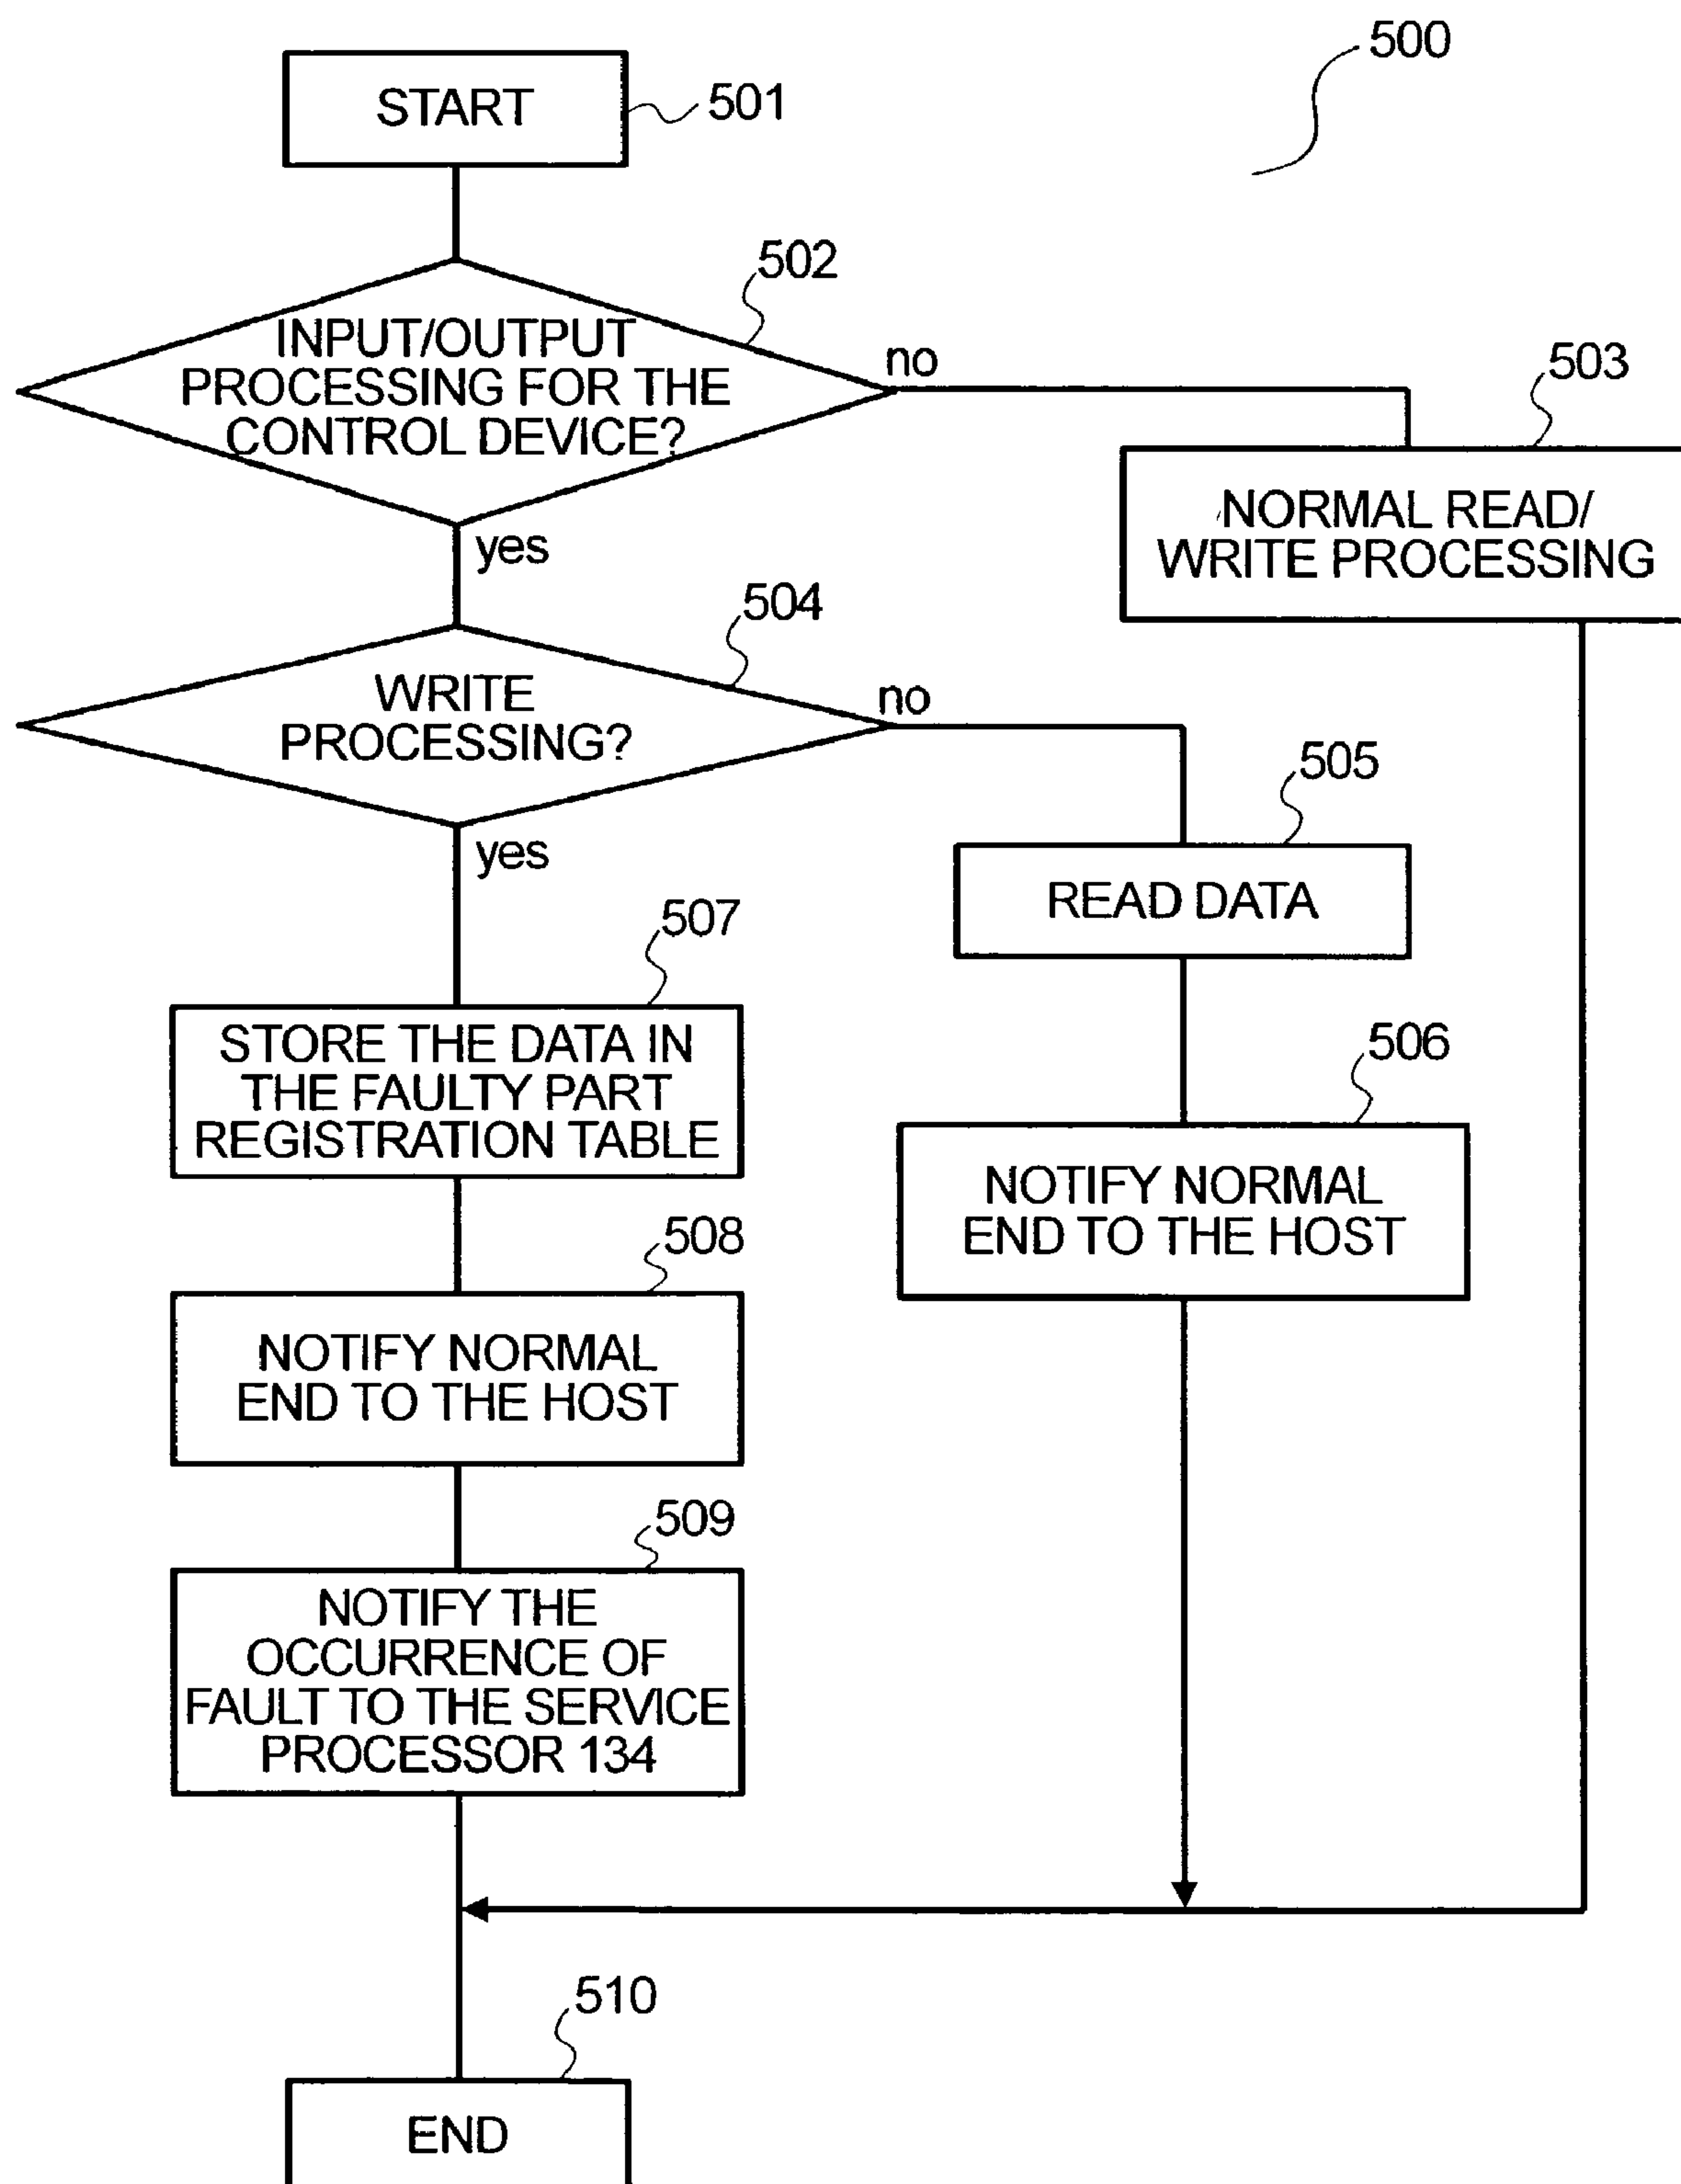 500
START
501
502
INPUT/OUTPUT
PROCESSING FOR THE
CONTROL DEVICE?
no
503
NORMAL READ/
WRITE PROCESSING
yes
504
WRITE
PROCESSING?
no
505
READ DATA
yes
507
STORE THE DATA IN
THE FAULTY PART
REGISTRATION TABLE
506
NOTIFY NORMAL
END TO THE HOST
508
NOTIFY NORMAL
END TO THE HOST
509
NOTIFY THE
OCCURRENCE OF
FAULT TO THE SERVICE
PROCESSOR 134
510
END